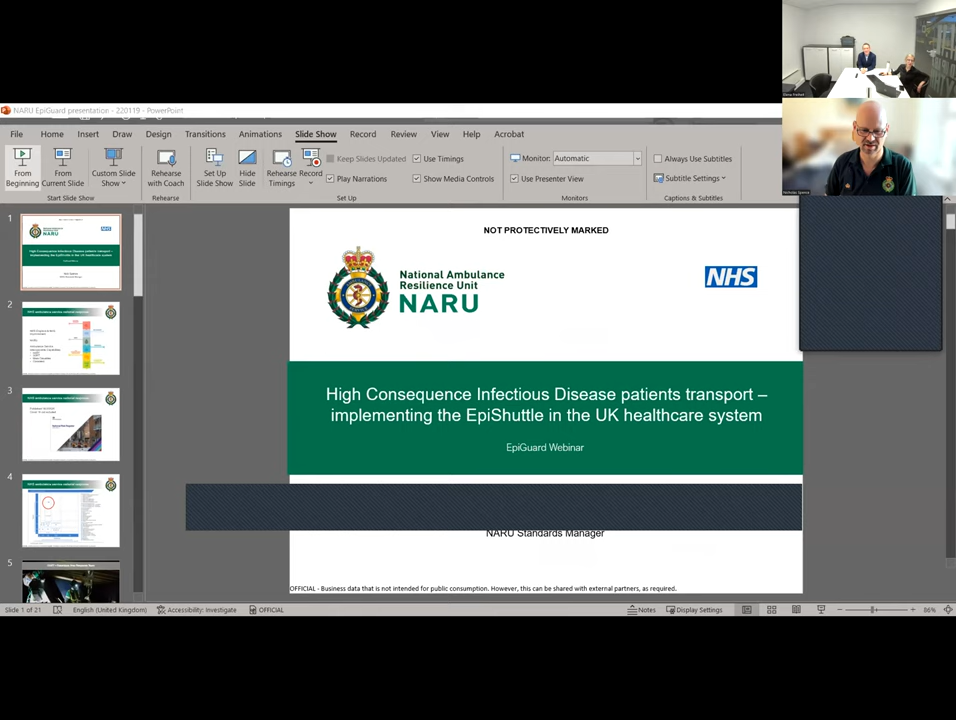 NARU EpiGuard presentation - 220119 - PowerPoint
File Home Insert Draw Design Transitions Animations Slide Show Record Review View Help Acrobat
From Beginning
From Current Slide
Custom Slide Show
Start Slide Show
Rehearse with Coach
Rehearse
Set Up Slide Show
Hide Slide
Rehearse Timings
Record
Keep Slides Updated
Play Narrations
Use Timings
Show Media Controls
Set Up
Monitor: Automatic
Use Presenter View
Monitors
Always Use Subtitles
Subtitle Settings
Captions & Subtitles
1
2
3
4
5
NOT PROTECTIVELY MARKED
National Ambulance
Resilience Unit
NARU
NHS
High Consequence Infectious Disease patients transport –
implementing the EpiShuttle in the UK healthcare system
EpiGuard Webinar
NARU Standards Manager
OFFICIAL - Business data that is not intended for public consumption. However, this can be shared with external partners, as required.
Slide 1 of 21 English (United Kingdom) Accessibility: Investigate OFFICIAL Notes Display Settings 86%